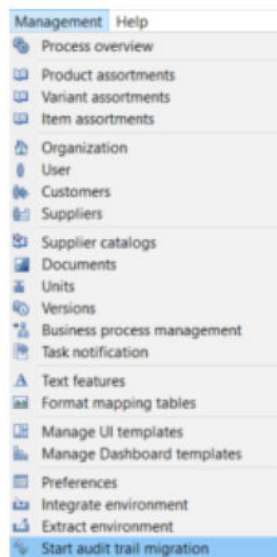 Management Help
Process overview
Product assortments
Variant assortments
Item assortments
Organization
User
Customers
Suppliers
Supplier catalogs
Documents
Units
Versions
Business process management
Task notification
Text features
Format mapping tables
Manage UI templates
Manage Dashboard templates
Preferences
Integrate environment
Extract environment
Start audit trail migration